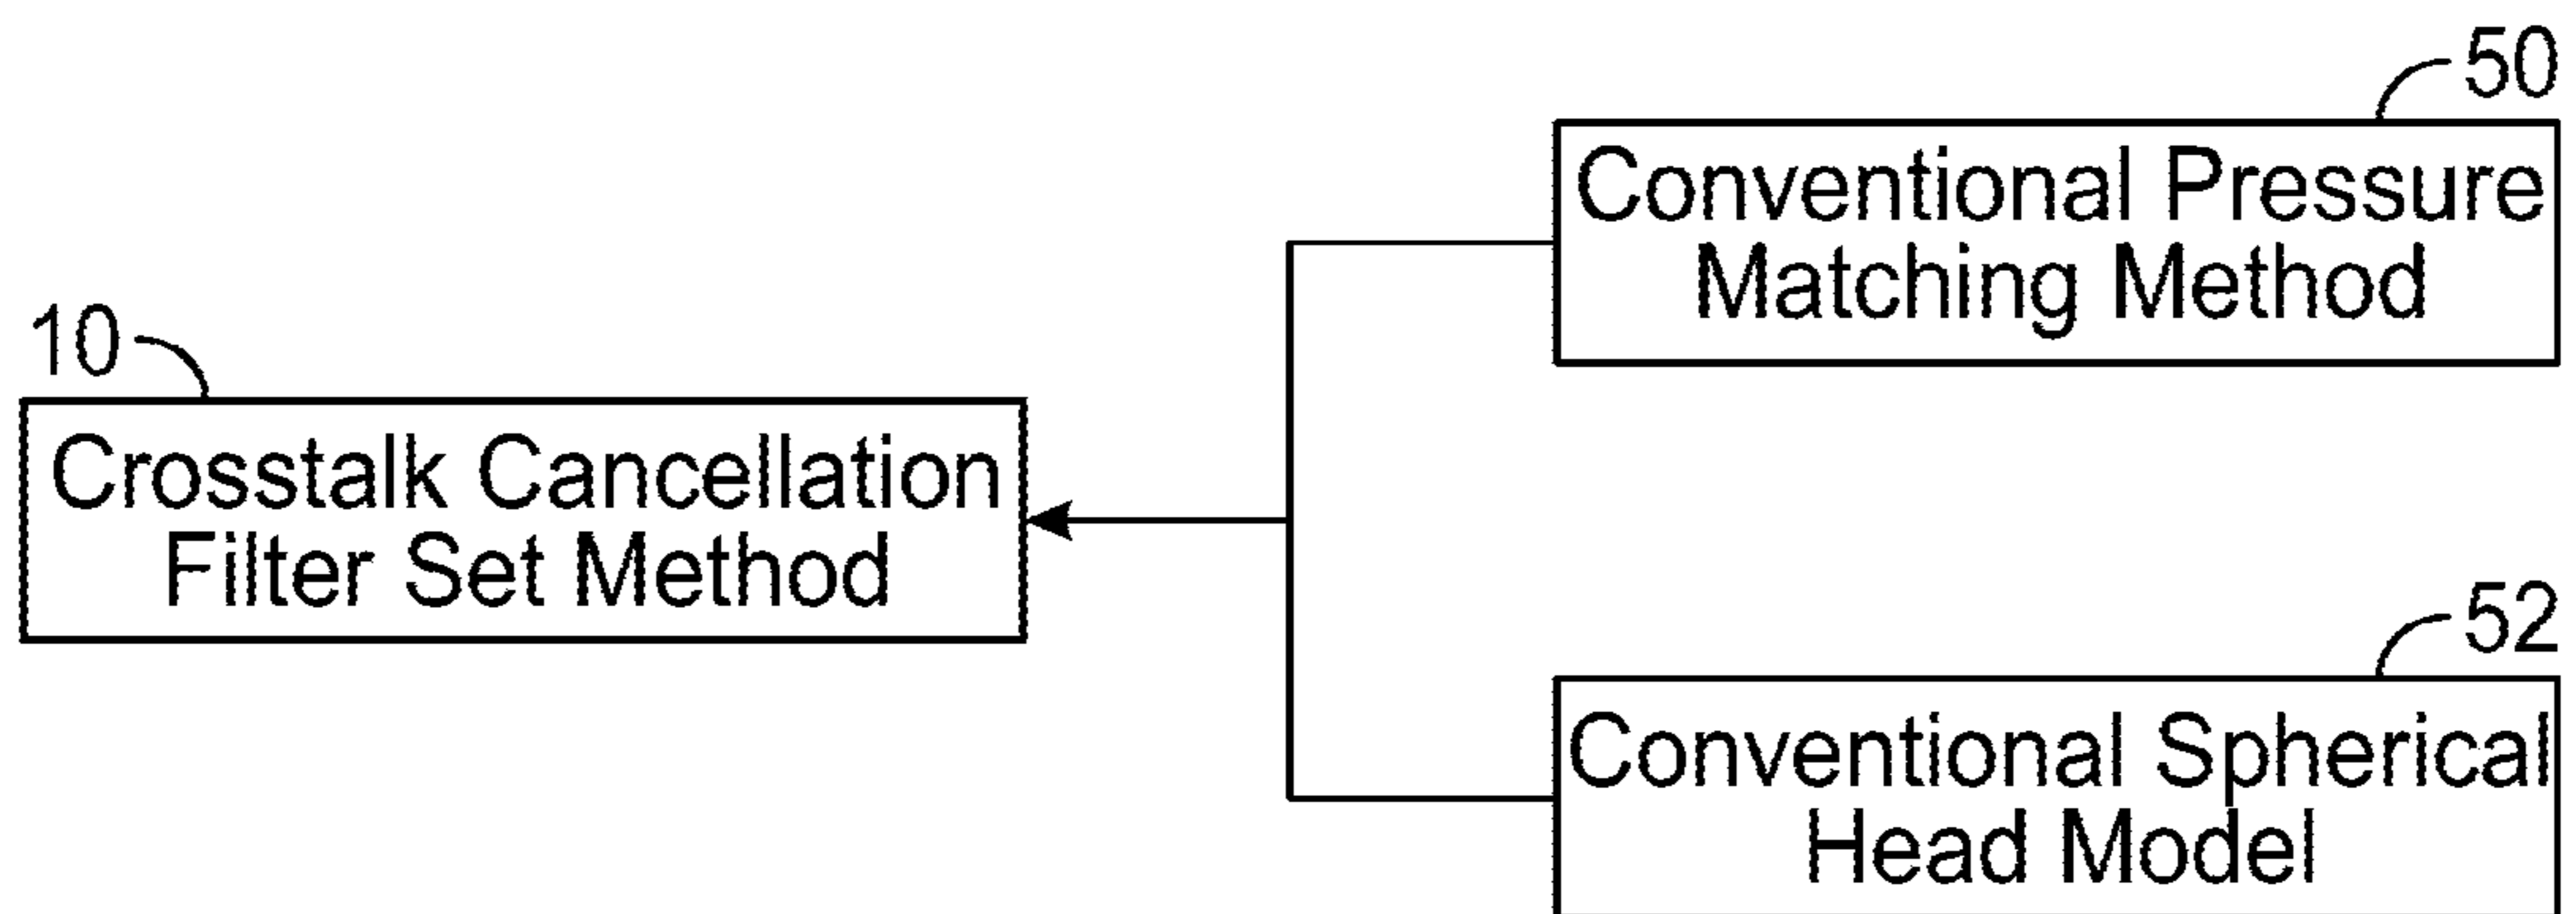 50
Conventional Pressure
Matching Method
10
Crosstalk Cancellation
Filter Set Method
52
Conventional Spherical
Head Model